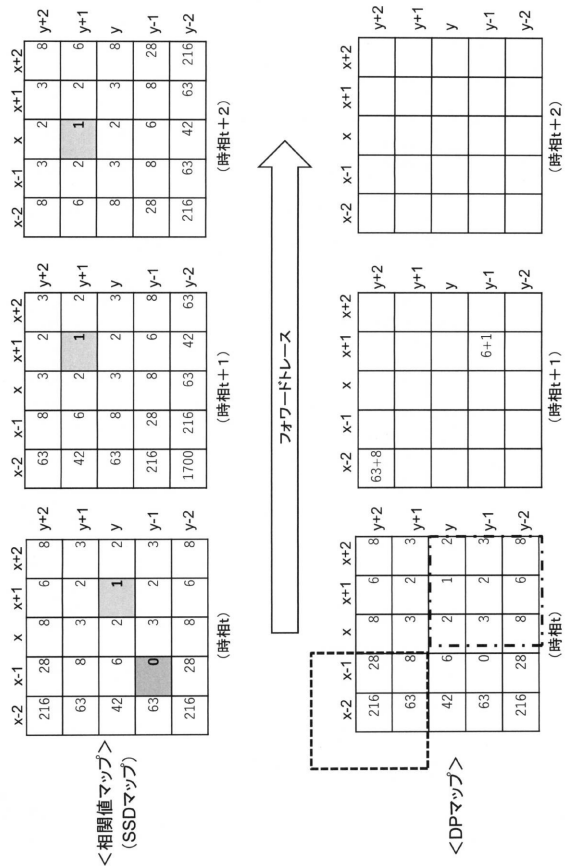 <相関値マップ>
(SSDマップ)
x-2 x-1 x x+1 x+2
216 28 8 6 8 y+2
63 8 3 2 3 y+1
42 6 2 1 2 y
63 0 3 2 3 y-1
216 28 8 6 8 y-2
(時相t)
x-2 x-1 x x+1 x+2
63 8 3 2 3 y+2
42 6 2 1 2 y+1
63 8 3 2 3 y
216 28 8 6 8 y-1
1700 216 63 42 63 y-2
(時相t+1)
x-2 x-1 x x+1 x+2
8 3 2 3 8 y+2
6 2 1 2 6 y+1
8 3 2 3 8 y
28 8 6 8 28 y-1
216 63 42 63 216 y-2
(時相t+2)
フォワードトレース
<DPマップ>
x-2 x-1 x x+1 x+2
216 28 8 6 8 y+2
63 8 3 2 3 y+1
42 6 2 1 2 y
63 0 3 2 3 y-1
216 28 8 6 8 y-2
(時相t)
x-2 x-1 x x+1 x+2
63+8 y+2
y+1
y
6+1 y-1
y-2
(時相t+1)
x-2 x-1 x x+1 x+2
y+2
y+1
y
y-1
y-2
(時相t+2)